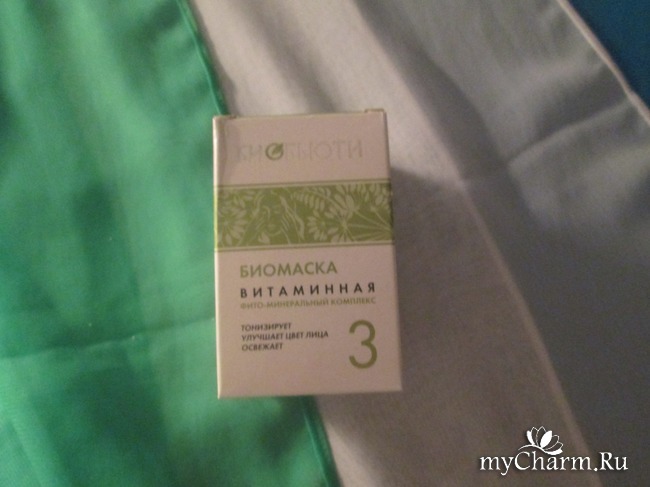 БИОБЬЮТИ
БИОМАСКА
ВИТАМИННАЯ
ФИТО-МИНЕРАЛЬНЫЙ КОМПЛЕКС
ТОНИЗИРУЕТ
УЛУЧШАЕТ ЦВЕТ ЛИЦА
ОСВЕЖАЕТ
3
myCharm.Ru